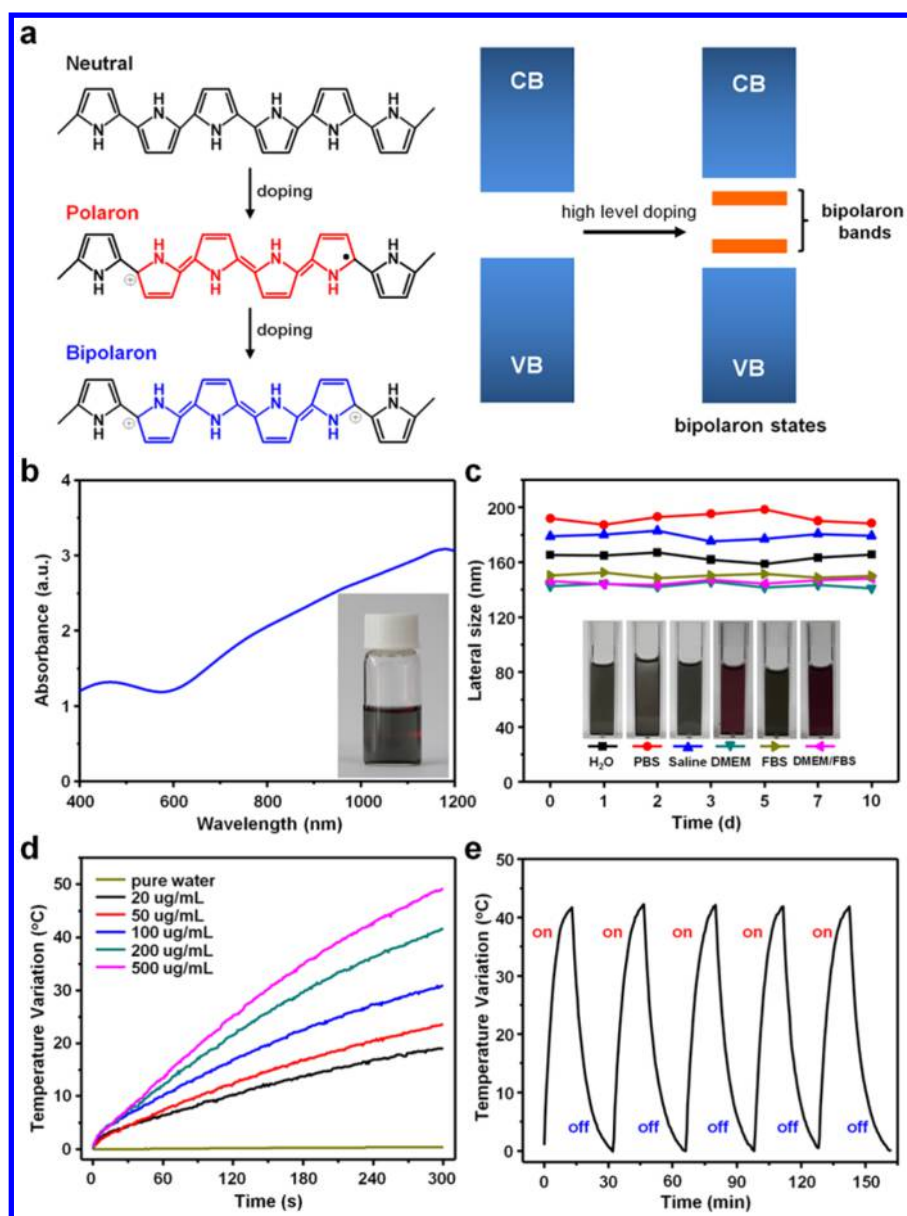 a
Neutral
H
N
H
N
H
N
N
H
N
H
N
H
doping
Polaron
H
N
H
N
H
N
N
H
N
H
N
H
doping
Bipolaron
H
N
H
N
H
N
N
H
N
H
N
H
CB
CB
high level doping
bipolaron
bands
VB
VB
bipolaron states
b
Absorbance (a.u.)
4
3
2
1
0
400 600 800 1000 1200
Wavelength (nm)
c
Lateral size (nm)
200
160
120
80
40
H₂O PBS Saline DMEM FBS DMEM/FBS
0 1 2 3 5 7 10
Time (d)
d
Temperature Variation (°C)
50
40
30
20
10
0
pure water
20 ug/mL
50 ug/mL
100 ug/mL
200 ug/mL
500 ug/mL
0 60 120 180 240 300
Time (s)
e
Temperature Variation (°C)
50
40
30
20
10
0
on on on on on
off off off off off
0 30 60 90 120 150
Time (min)